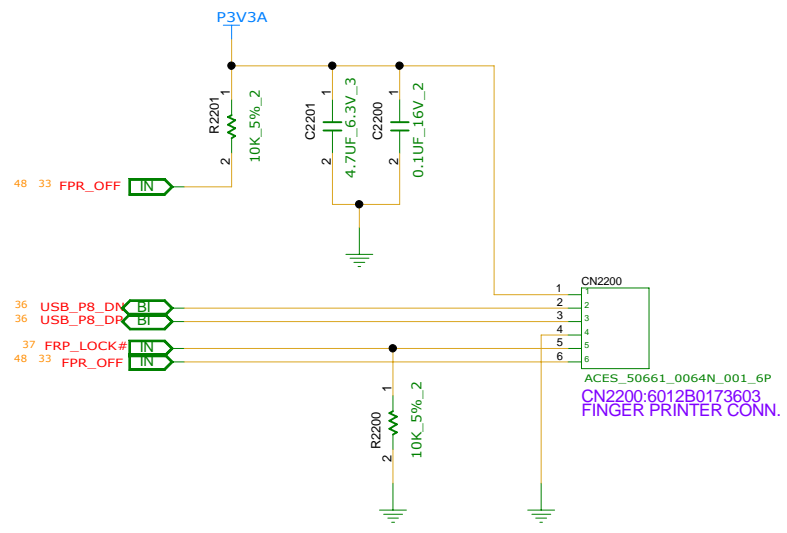 P3V3A
R2201
1
2
10K_5%_2
C2201
1
2
4.7UF_6.3V_3
C2200
1
2
0.1UF_16V_2
48 33 FPR_OFF IN
36 USB_P8_DN BI
36 USB_P8_DP BI
37 FRP_LOCK# IN
48 33 FPR_OFF IN
CN2200
1 1
2 2
3 3
4 4
5 5
6 6
ACES_50661_0064N_001_6P
CN2200:6012B0173603
FINGER PRINTER CONN.
R2200
1
2
10K_5%_2